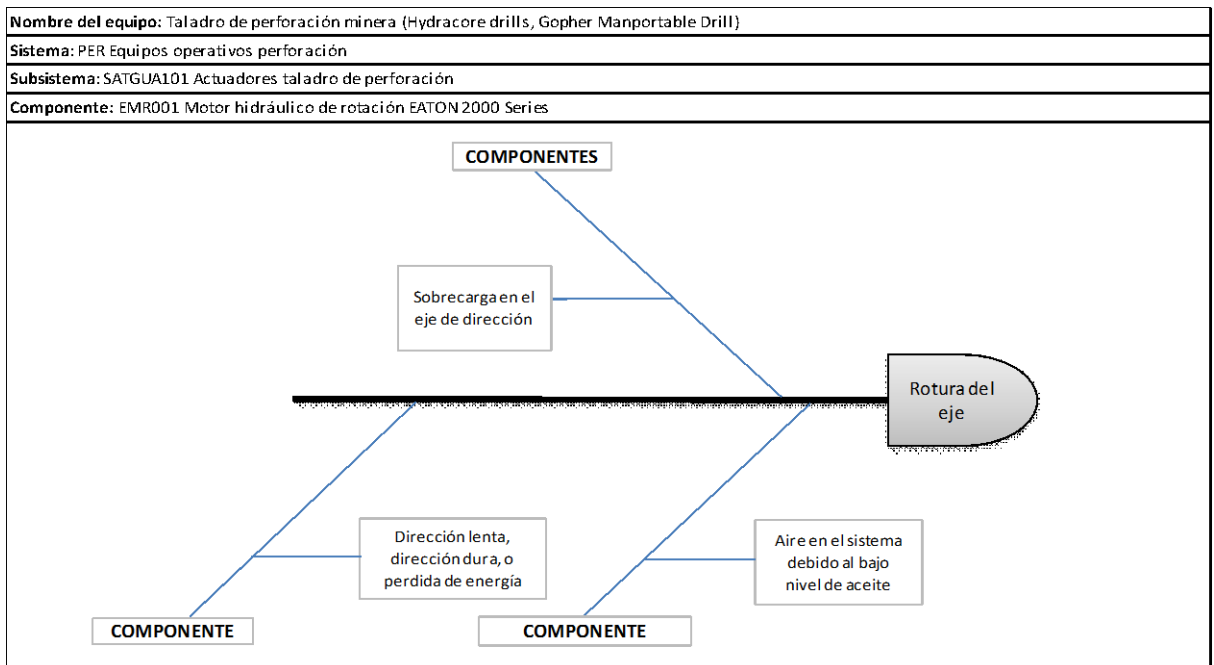 Nombre del equipo: Taladro de perforación minera (Hydracore drills, Gopher Manportable Drill)
Sistema: PER Equipos operativos perforación
Subsistema: SATGUA101 Actuadores taladro de perforación
Componente: EMR001 Motor hidráulico de rotación EATON 2000 Series
COMPONENTES
Sobrecarga en el
eje de dirección
Rotura del
eje
Dirección lenta,
dirección dura, o
perdida de energía
Aire en el sistema
debido al bajo
nivel de aceite
COMPONENTE
COMPONENTE